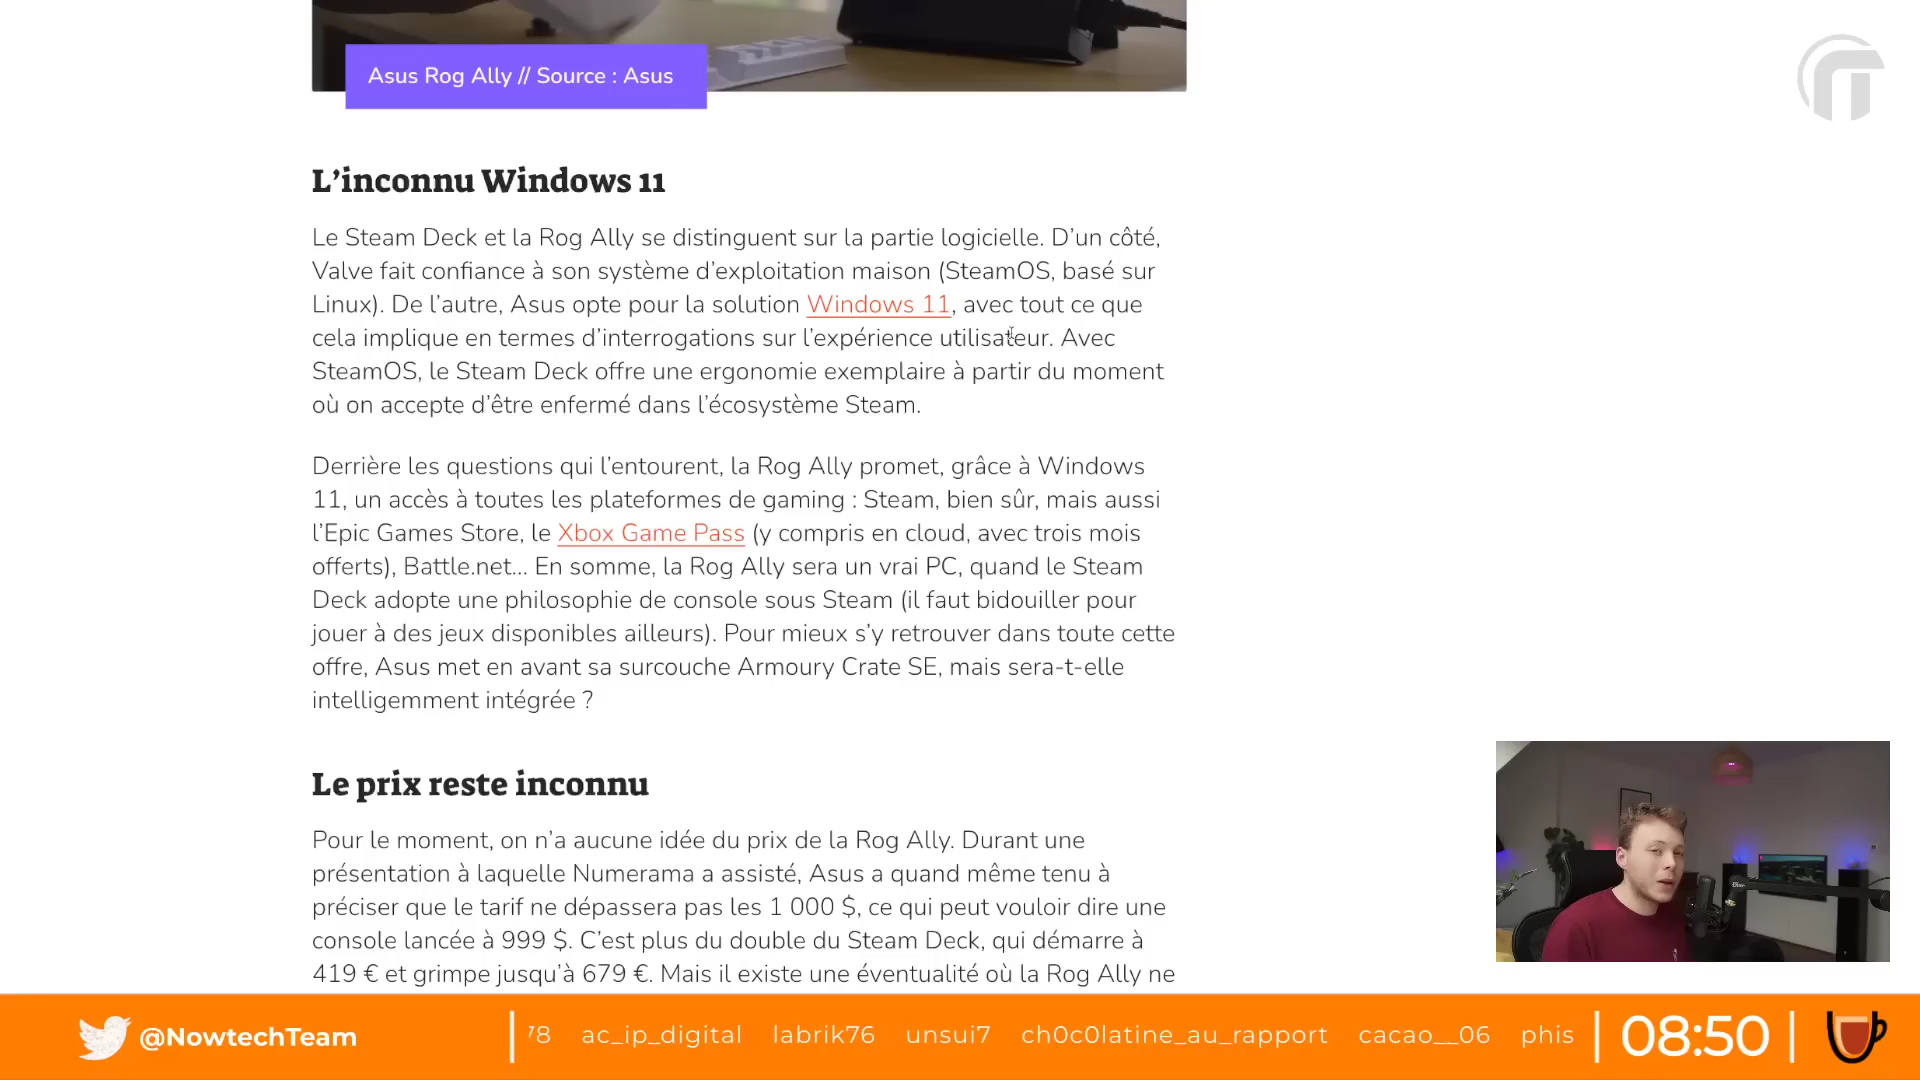 Asus Rog Ally // Source : Asus
L’inconnu Windows 11
Le Steam Deck et la Rog Ally se distinguent sur la partie logicielle. D’un côté,
Valve fait confiance à son système d’exploitation maison (SteamOS, basé sur
Linux). De l’autre, Asus opte pour la solution Windows 11, avec tout ce que
cela implique en termes d’interrogations sur l’expérience utilisateur. Avec
SteamOS, le Steam Deck offre une ergonomie exemplaire à partir du moment
où on accepte d’être enfermé dans l’écosystème Steam.
Derrière les questions qui l’entourent, la Rog Ally promet, grâce à Windows
11, un accès à toutes les plateformes de gaming : Steam, bien sûr, mais aussi
l’Epic Games Store, le Xbox Game Pass (y compris en cloud, avec trois mois
offerts), Battle.net… En somme, la Rog Ally sera un vrai PC, quand le Steam
Deck adopte une philosophie de console sous Steam (il faut bidouiller pour
jouer à des jeux disponibles ailleurs). Pour mieux s’y retrouver dans toute cette
offre, Asus met en avant sa surcouche Armoury Crate SE, mais sera-t-elle
intelligemment intégrée ?
Le prix reste inconnu
Pour le moment, on n’a aucune idée du prix de la Rog Ally. Durant une
présentation à laquelle Numerama a assisté, Asus a quand même tenu à
préciser que le tarif ne dépassera pas les 1 000 $, ce qui peut vouloir dire une
console lancée à 999 $. C’est plus du double du Steam Deck, qui démarre à
419 € et grimpe jusqu’à 679 €. Mais il existe une éventualité où la Rog Ally ne
@NowtechTeam
78 ac_ip_digital labrik76 unsui7 ch0c0latine_au_rapport cacao__06 phis
08:50